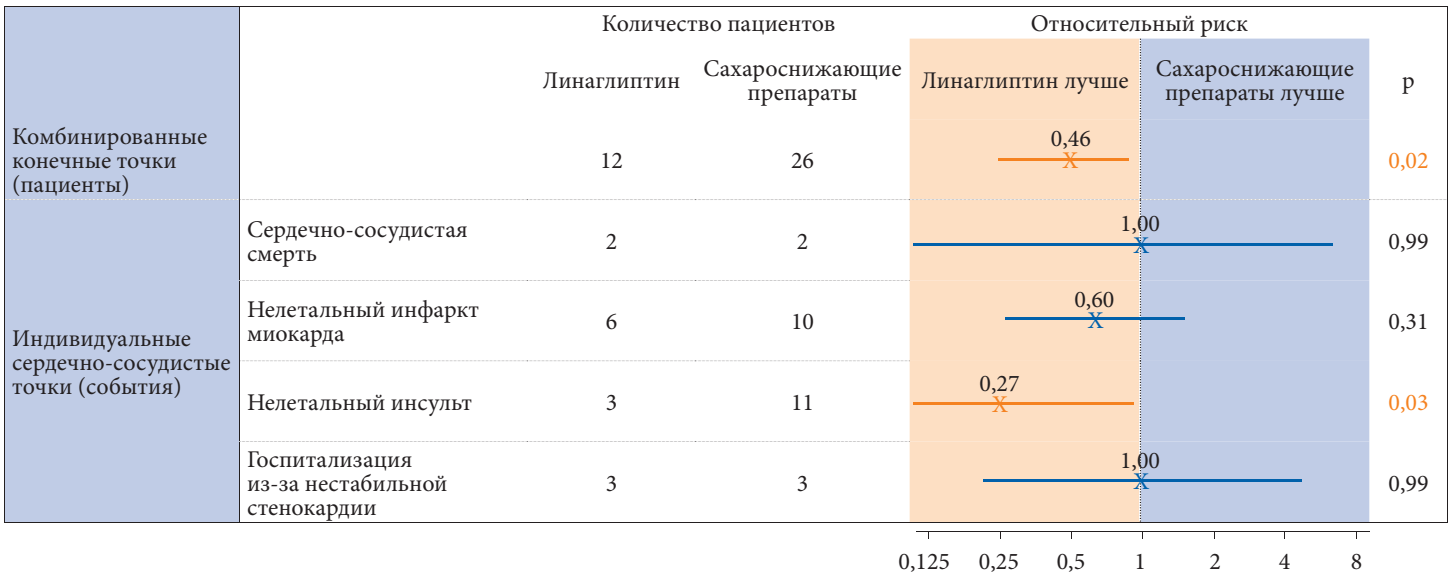 Количество пациентов
Относительный риск
Линаглиптин
Сахароснижающие
препараты
Линаглиптин лучше
Сахароснижающие
препараты лучше
р
Комбинированные
конечные точки
(пациенты)
12
26
0,46
X
0,02
Индивидуальные
сердечно-сосудистые
точки (события)
Сердечно-сосудистая
смерть
2
2
1,00
X
0,99
Нелетальный инфаркт
миокарда
6
10
0,60
X
0,31
Нелетальный инсульт
3
11
0,27
X
0,03
Госпитализация
из-за нестабильной
стенокардии
3
3
1,00
X
0,99
0,125 0,25 0,5 1 2 4 8